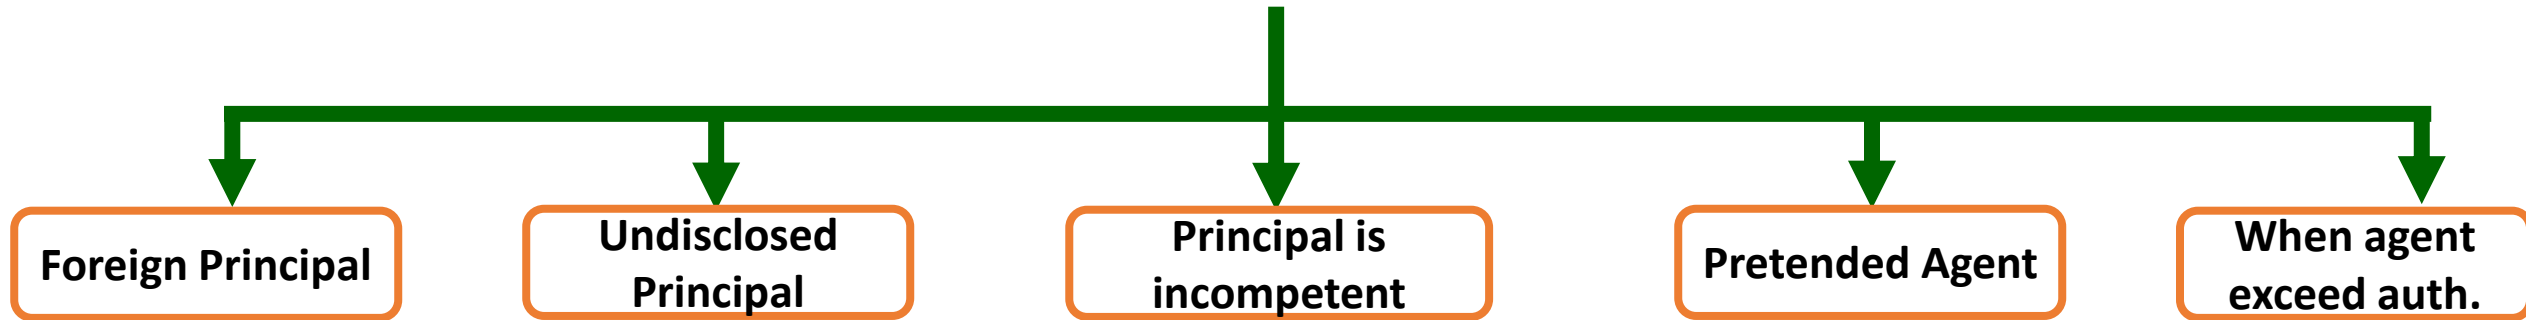 Foreign Principal
Undisclosed
Principal
Principal is
incompetent
Pretended Agent
When agent
exceed auth.